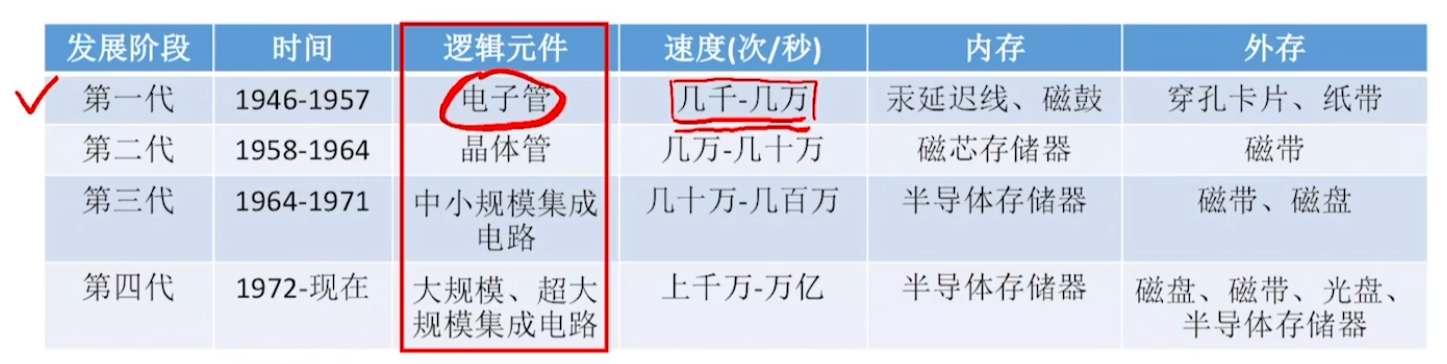 发展阶段 时间 逻辑元件 速度(次/秒) 内存 外存
第一代 1946-1957 电子管 几千-几万 汞延迟线、磁鼓 穿孔卡片、纸带
第二代 1958-1964 晶体管 几万-几十万 磁芯存储器 磁带
第三代 1964-1971 中小规模集成 几十万-几百万 半导体存储器 磁带、磁盘
电路
第四代 1972-现在 大规模、超大 上千万-万亿 半导体存储器 磁盘、磁带、光盘、
规模集成电路 半导体存储器